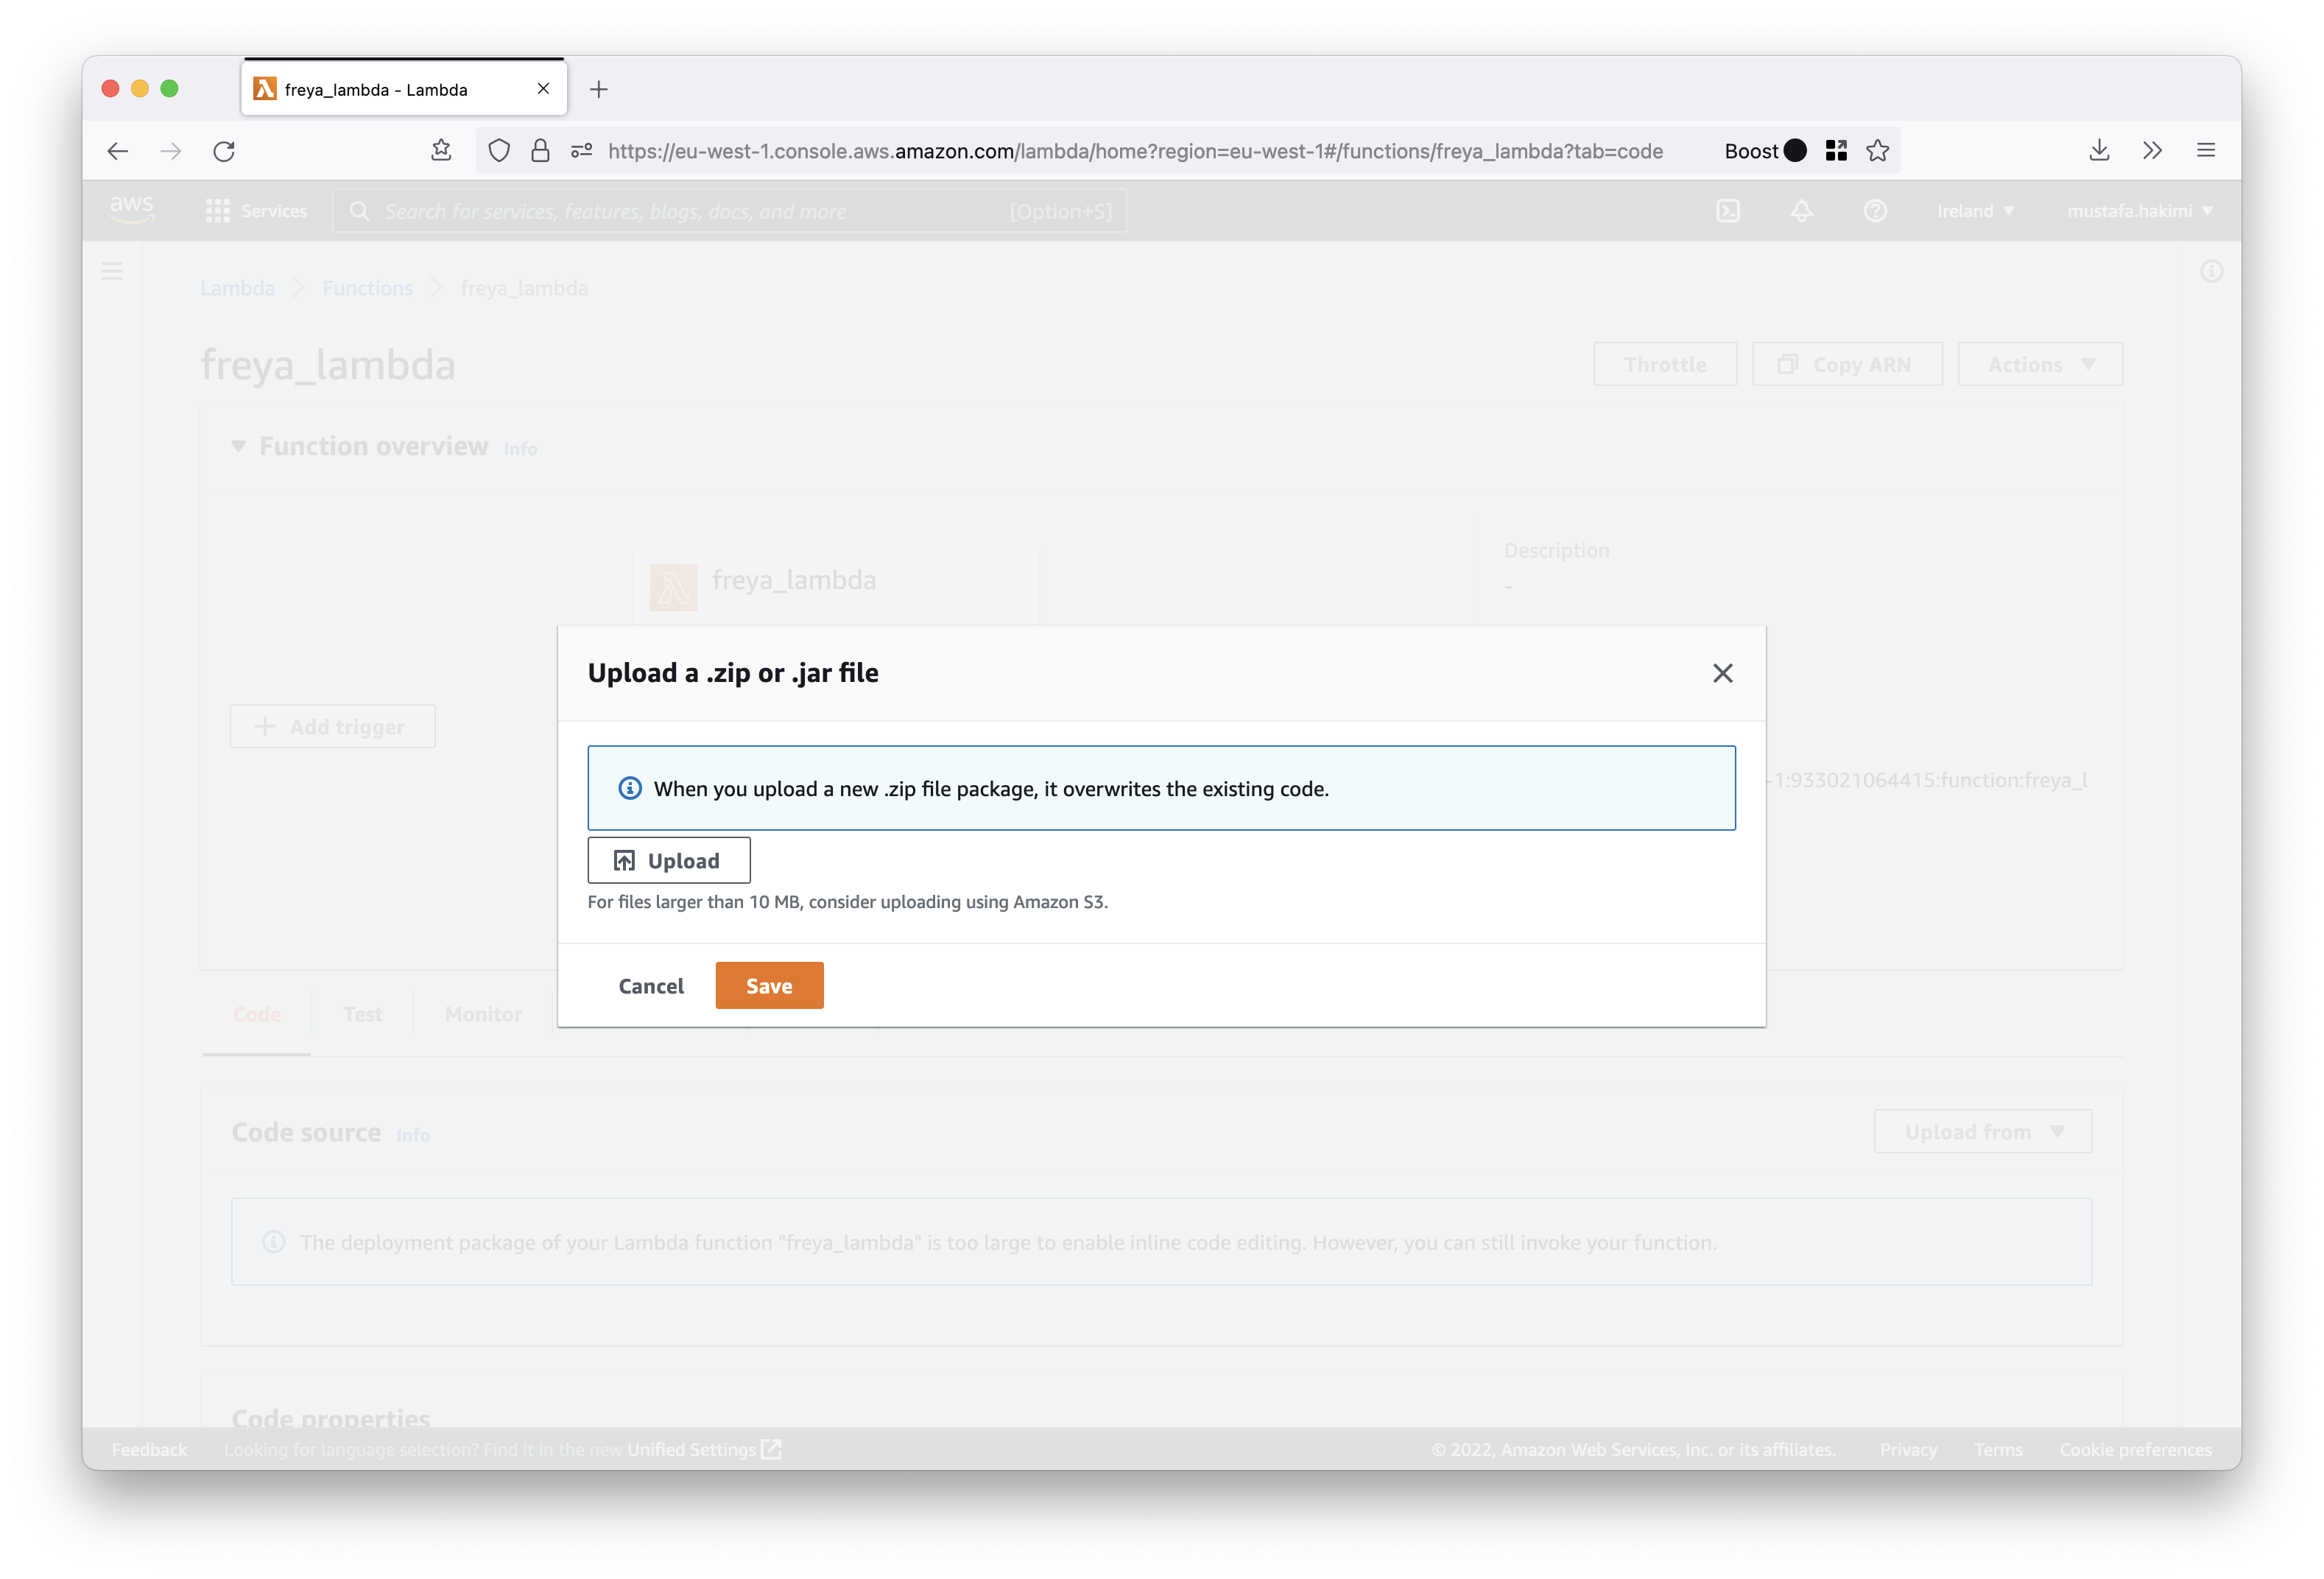 freya_lambda - Lambda
https://eu-west-1.console.aws.amazon.com/lambda/home?region=eu-west-1#/functions/freya_lambda?tab=code
Boost
aws
Services
Search for services, features, blogs, docs, and more
[Option+S]
Ireland
mustafa.hakimi
Lambda
Functions
freya_lambda
freya_lambda
Throttle
Copy ARN
Actions
Function overview Info
freya_lambda
Description
-
Upload a .zip or .jar file
Add trigger
When you upload a new .zip file package, it overwrites the existing code.
-1:933021064415:function:freya_l
Upload
For files larger than 10 MB, consider uploading using Amazon S3.
Cancel
Save
Code
Test
Monitor
Code source Info
Upload from
The deployment package of your Lambda function "freya_lambda" is too large to enable inline code editing. However, you can still invoke your function.
Code properties
Feedback
Looking for language selection? Find it in the new Unified Settings
© 2022, Amazon Web Services, Inc. or its affiliates.
Privacy
Terms
Cookie preferences